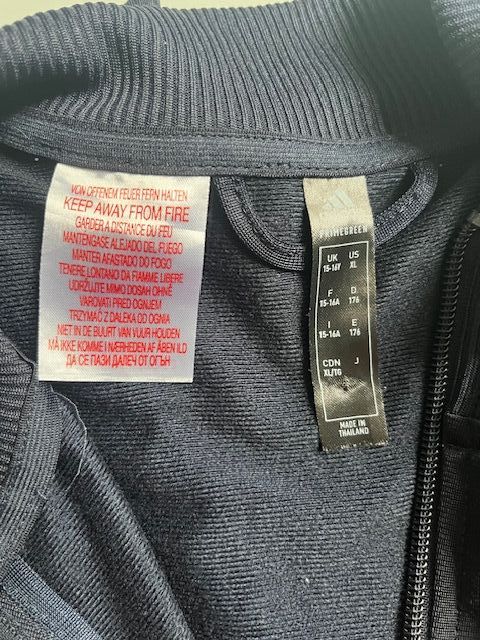 VON OFFENEM FEUER FERN HALTEN
KEEP AWAY FROM FIRE
GARDER A DISTANCE DU FEU
MANTENGASE ALEJADO DEL FUEGO
MANTER AFASTADO DO FOGO
TENERE LONTANO DA FIAMME LIBERE
UDRŽUJTE MIMO DOSAH OHNĚ
VAROVATI PRED OGNJEM
TRZYMAĆ Z DALEKA OD OGNIA
NIET IN DE BUURT VAN VUUR HOUDEN
MÅ IKKE KOMME I NÆRHEDEN AF ÅBEN ILD
ДА СЕ ПАЗИ ДАЛЕЧ ОТ ОГЪН
PRIMEGREEN
UK US
15-16Y XL
F D
15-16A 176
I E
15-16A 176
CDN J
XL/TG
MADE IN
THAILAND